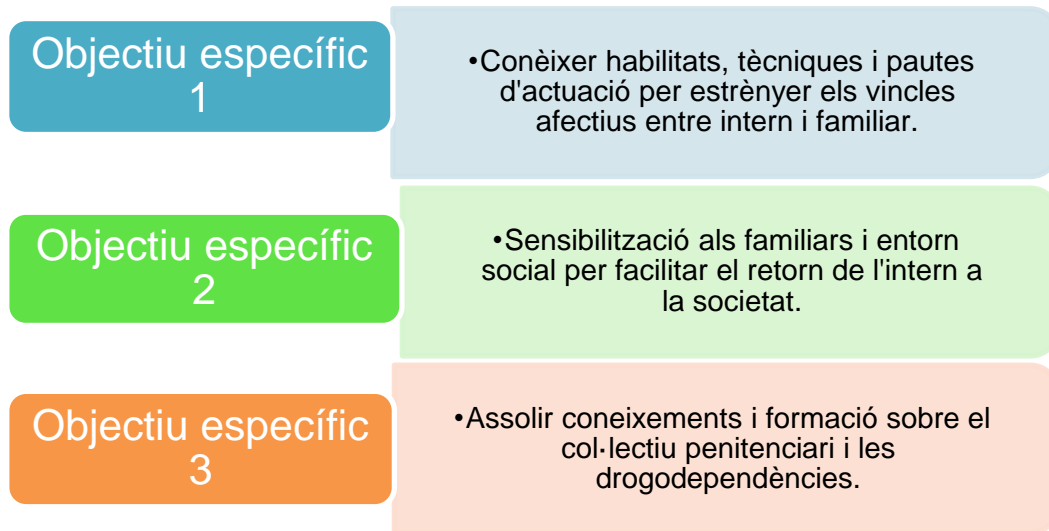 Objectiu específic
1
•Conèixer habilitats, tècniques i pautes
d'actuació per estrènyer els vincles
afectius entre intern i familiar.
Objectiu específic
2
•Sensibilització als familiars i entorn
social per facilitar el retorn de l'intern a
la societat.
Objectiu específic
3
•Assolir coneixements i formació sobre el
col·lectiu penitenciari i les
drogodependències.